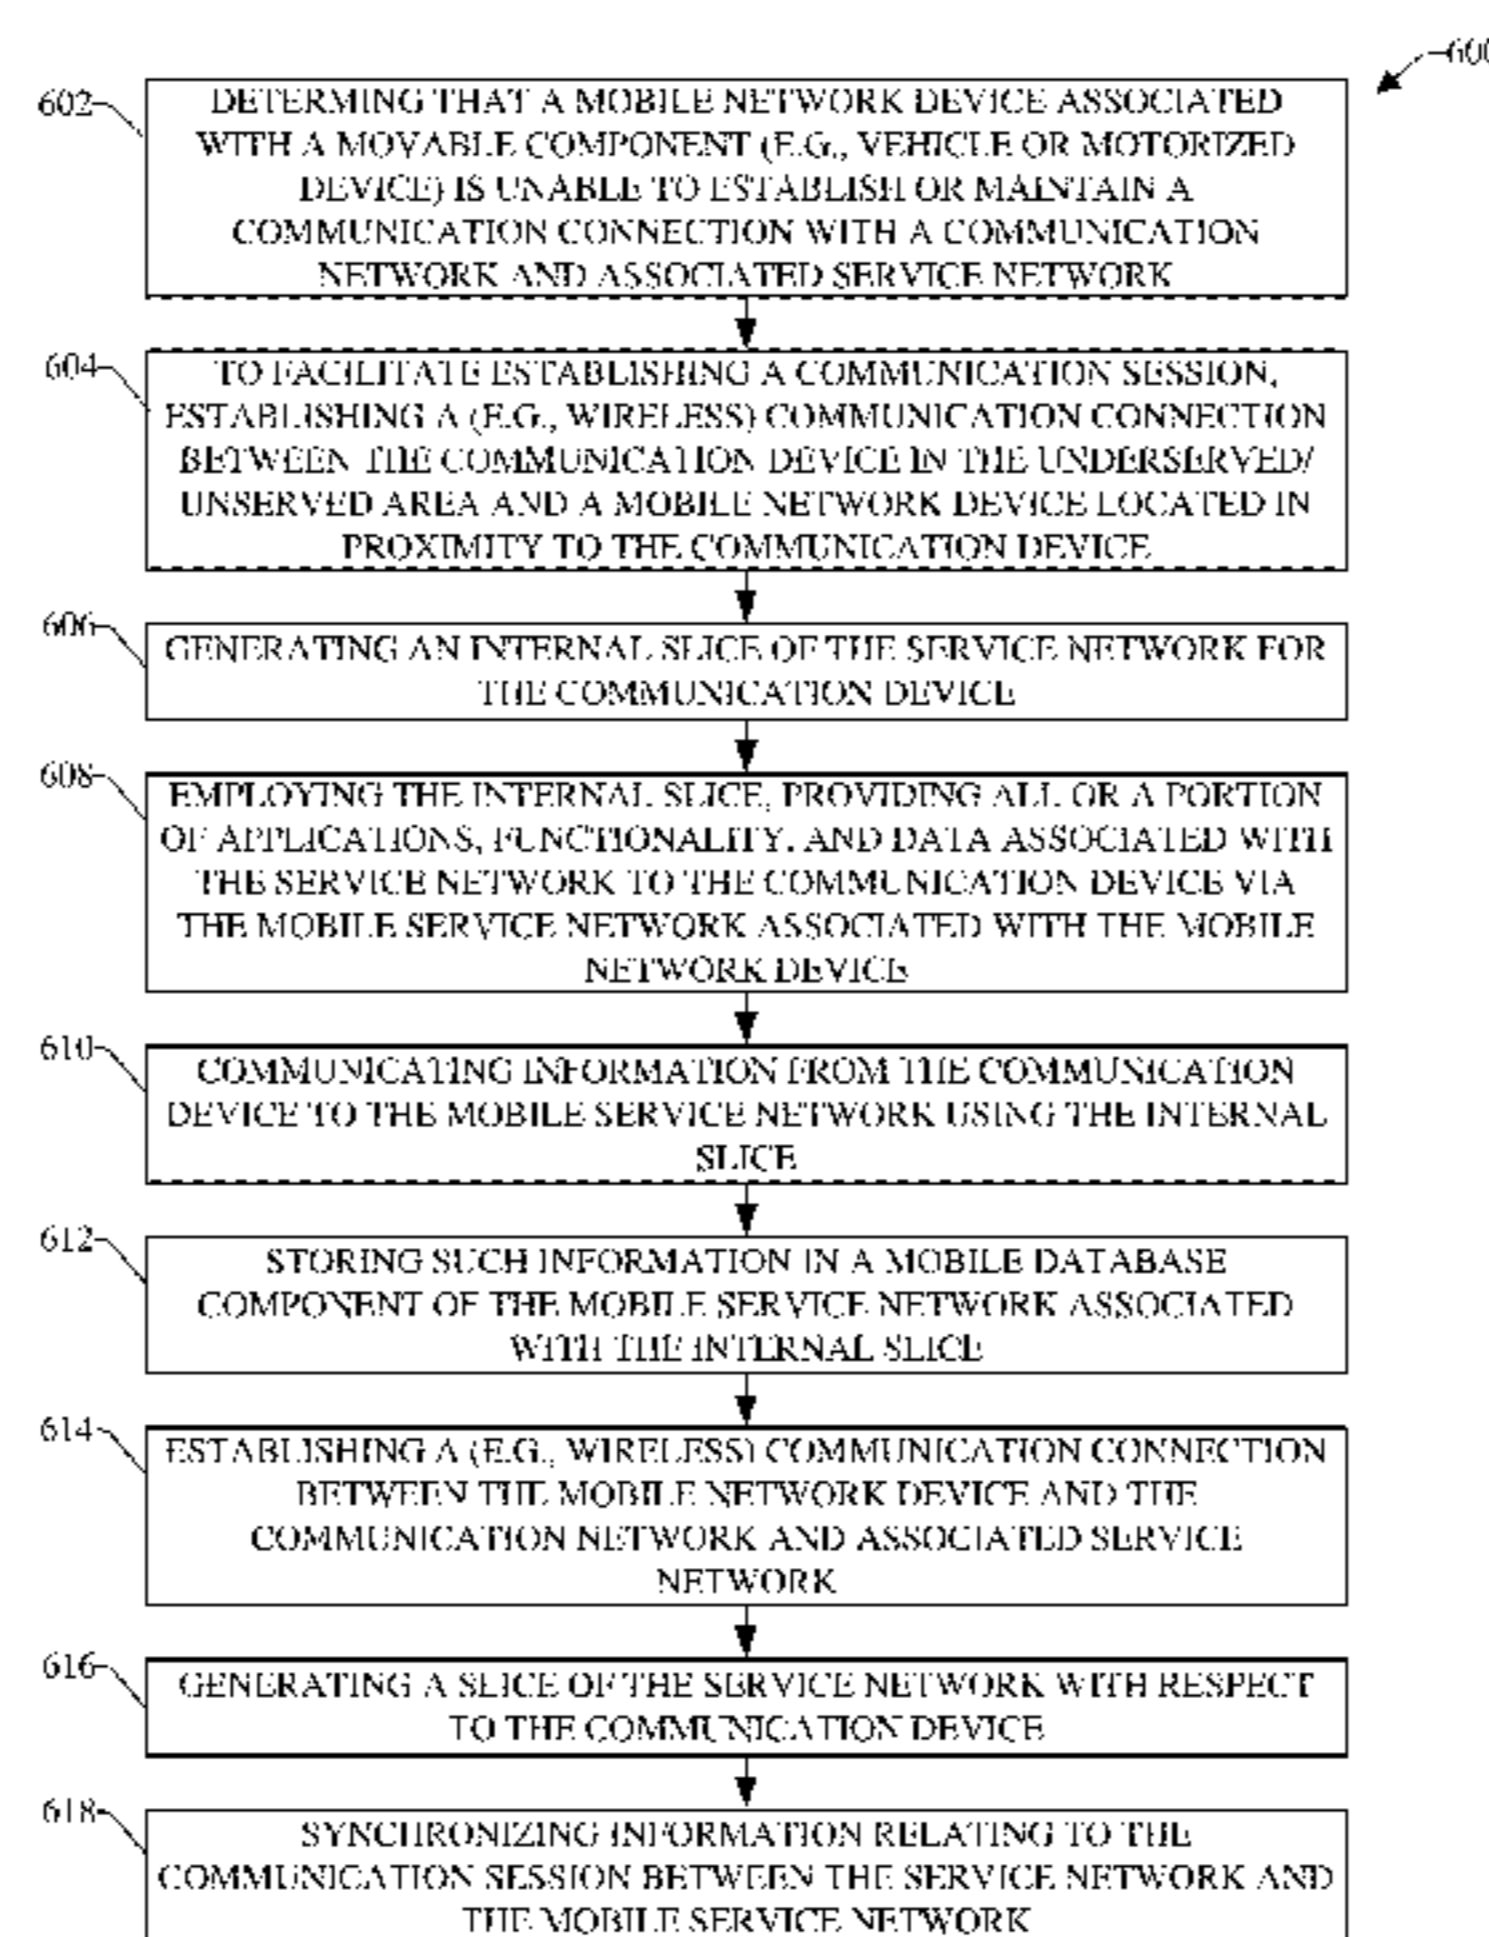 600
602
DETERMING THAT A MOBILE NETWORK DEVICE ASSOCIATED
WITH A MOVABLE COMPONENT (E.G., VEHICLE OR MOTORIZED
DEVICE) IS UNABLE TO ESTABLISH OR MAINTAIN A
COMMUNICATION CONNECTION WITH A COMMUNICATION
NETWORK AND ASSOCIATED SERVICE NETWORK
604
TO FACILITATE ESTABLISHING A COMMUNICATION SESSION,
ESTABLISHING A (E.G., WIRELESS) COMMUNICATION CONNECTION
BETWEEN THE COMMUNICATION DEVICE IN THE UNDERSERVED/
UNSERVED AREA AND A MOBILE NETWORK DEVICE LOCATED IN
PROXIMITY TO THE COMMUNICATION DEVICE
606
GENERATING AN INTERNAL SLICE OF THE SERVICE NETWORK FOR
THE COMMUNICATION DEVICE
608
EMPLOYING THE INTERNAL SLICE, PROVIDING ALL OR A PORTION
OF APPLICATIONS, FUNCTIONALITY, AND DATA ASSOCIATED WITH
THE SERVICE NETWORK TO THE COMMUNICATION DEVICE VIA
THE MOBILE SERVICE NETWORK ASSOCIATED WITH THE MOBILE
NETWORK DEVICE
610
COMMUNICATING INFORMATION FROM THE COMMUNICATION
DEVICE TO THE MOBILE SERVICE NETWORK USING THE INTERNAL
SLICE
612
STORING SUCH INFORMATION IN A MOBILE DATABASE
COMPONENT OF THE MOBILE SERVICE NETWORK ASSOCIATED
WITH THE INTERNAL SLICE
614
ESTABLISHING A (E.G., WIRELESS) COMMUNICATION CONNECTION
BETWEEN THE MOBILE NETWORK DEVICE AND THE
COMMUNICATION NETWORK AND ASSOCIATED SERVICE
NETWORK
616
GENERATING A SLICE OF THE SERVICE NETWORK WITH RESPECT
TO THE COMMUNICATION DEVICE
618
SYNCHRONIZING INFORMATION RELATING TO THE
COMMUNICATION SESSION BETWEEN THE SERVICE NETWORK AND
THE MOBILE SERVICE NETWORK